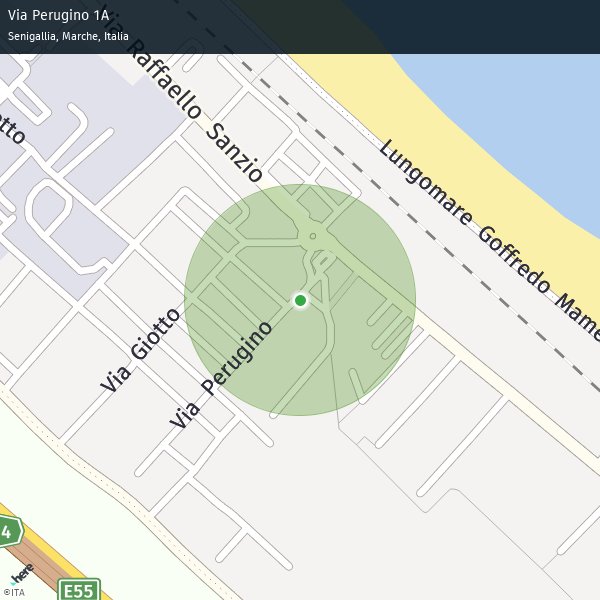 Via Perugino 1A
Senigallia, Marche, Italia
Via Raffaello Sanzio
otto
Lungomare Goffredo Mame
Via Giotto
Via Perugino
4
here
©ITA
E55